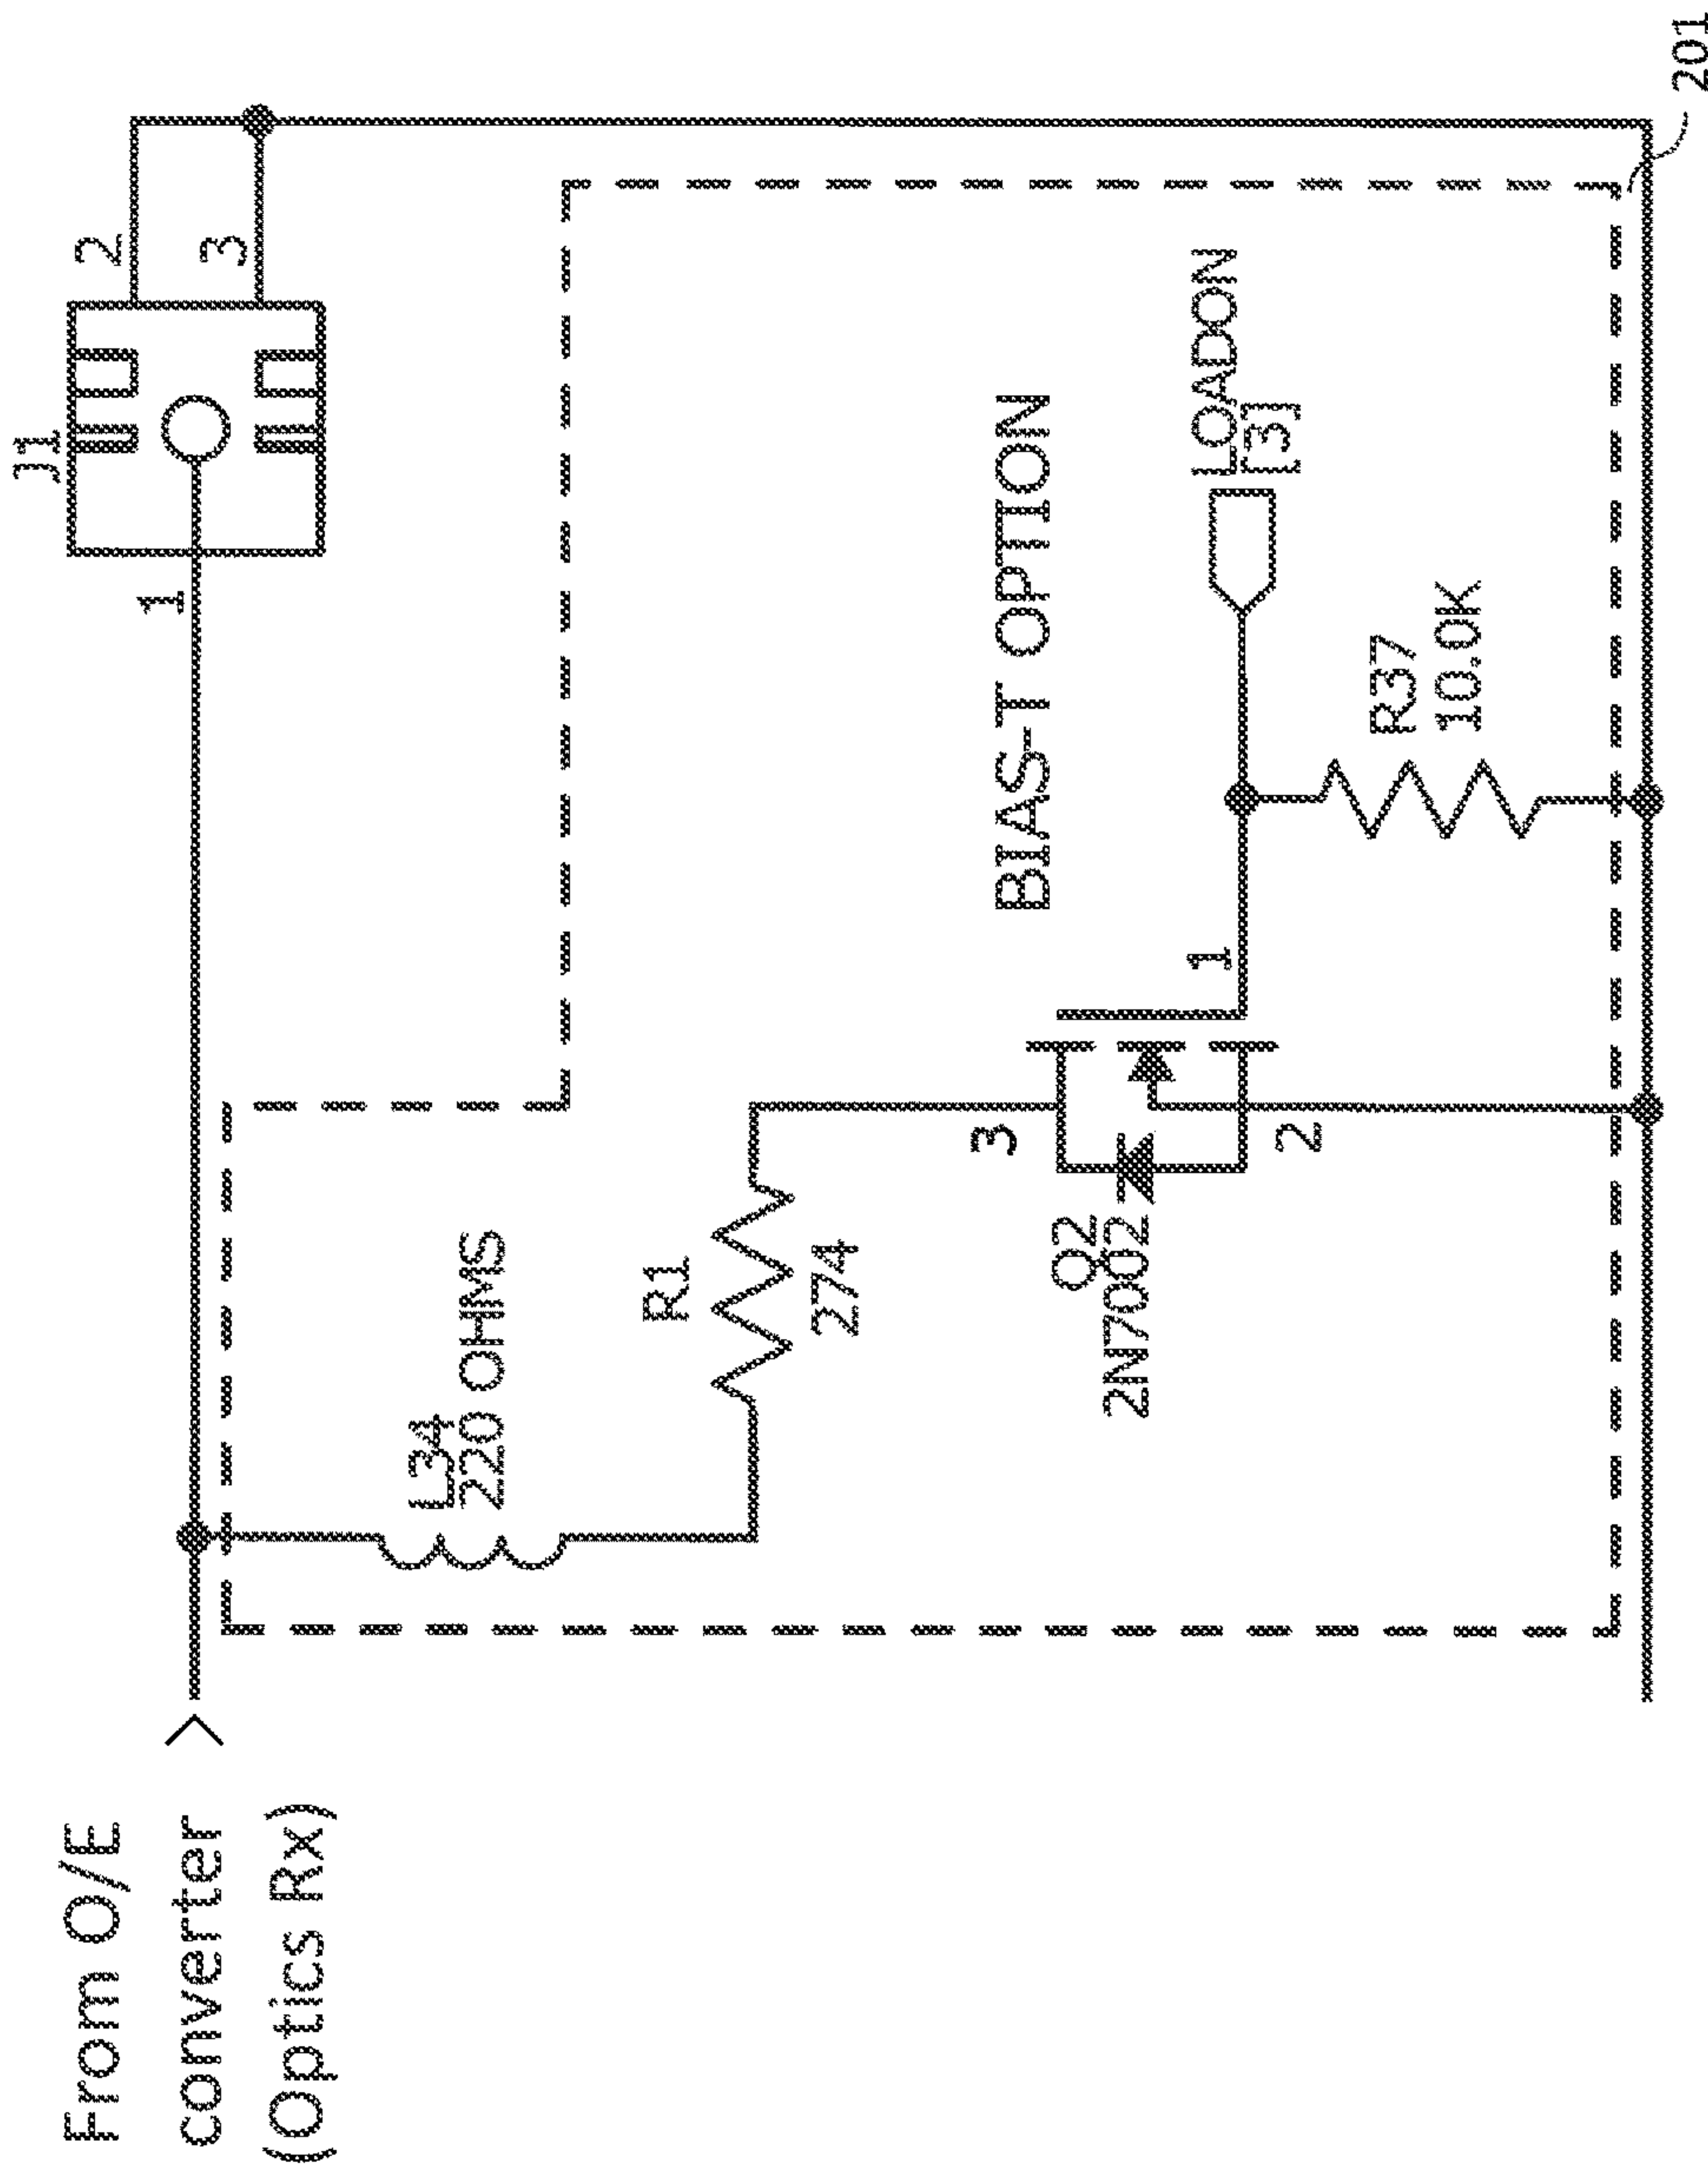 From O/E
converter
(Optics Rx)
>
J1
1
2
3
L34
220 OHMS
R1
274
Q2
2N7002
3
2
1
BIAS-T OPTION
LOADON
[3]
R37
10.0K
201